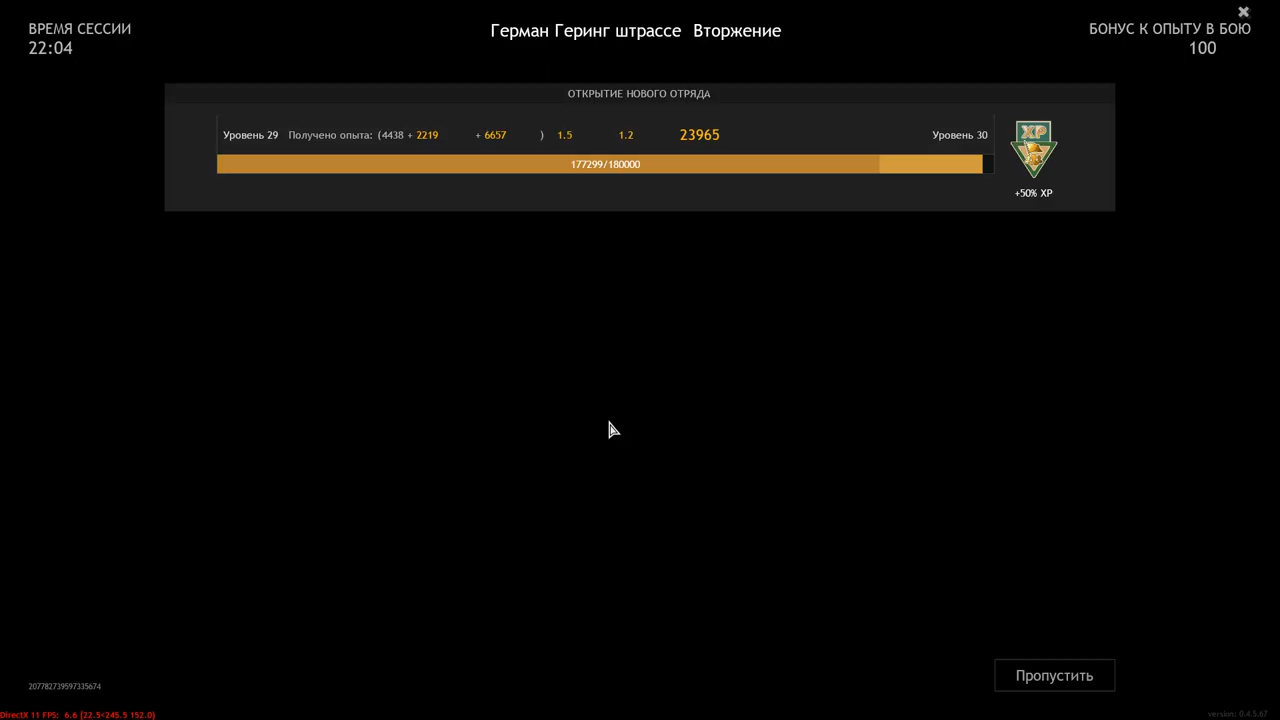 ВРЕМЯ СЕССИИ
22:04
Герман Геринг штрассе Вторжение
БОНУС К ОПЫТУ В БОЮ
100
ОТКРЫТИЕ НОВОГО ОТРЯДА
Уровень 29 Получено опыта: (4438 + 2219 + 6657 ) 1.5 1.2 23965 Уровень 30
177299/180000
XP
+50% XP
Пропустить
207782739597335674
DirectX 11 FPS: 6.6 (22.5<245.5 152.0)
version: 0.4.5.67